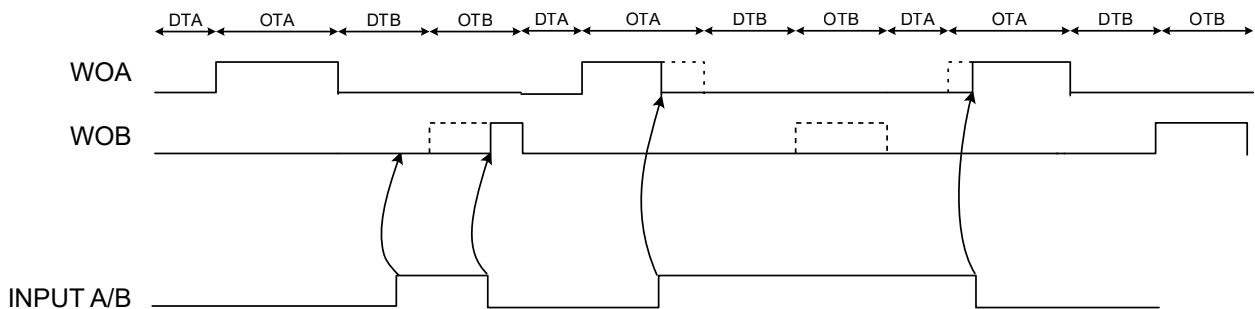 DTA OTA DTB OTB DTA OTA DTB OTB DTA OTA DTB OTB
WOA
WOB
INPUT A/B